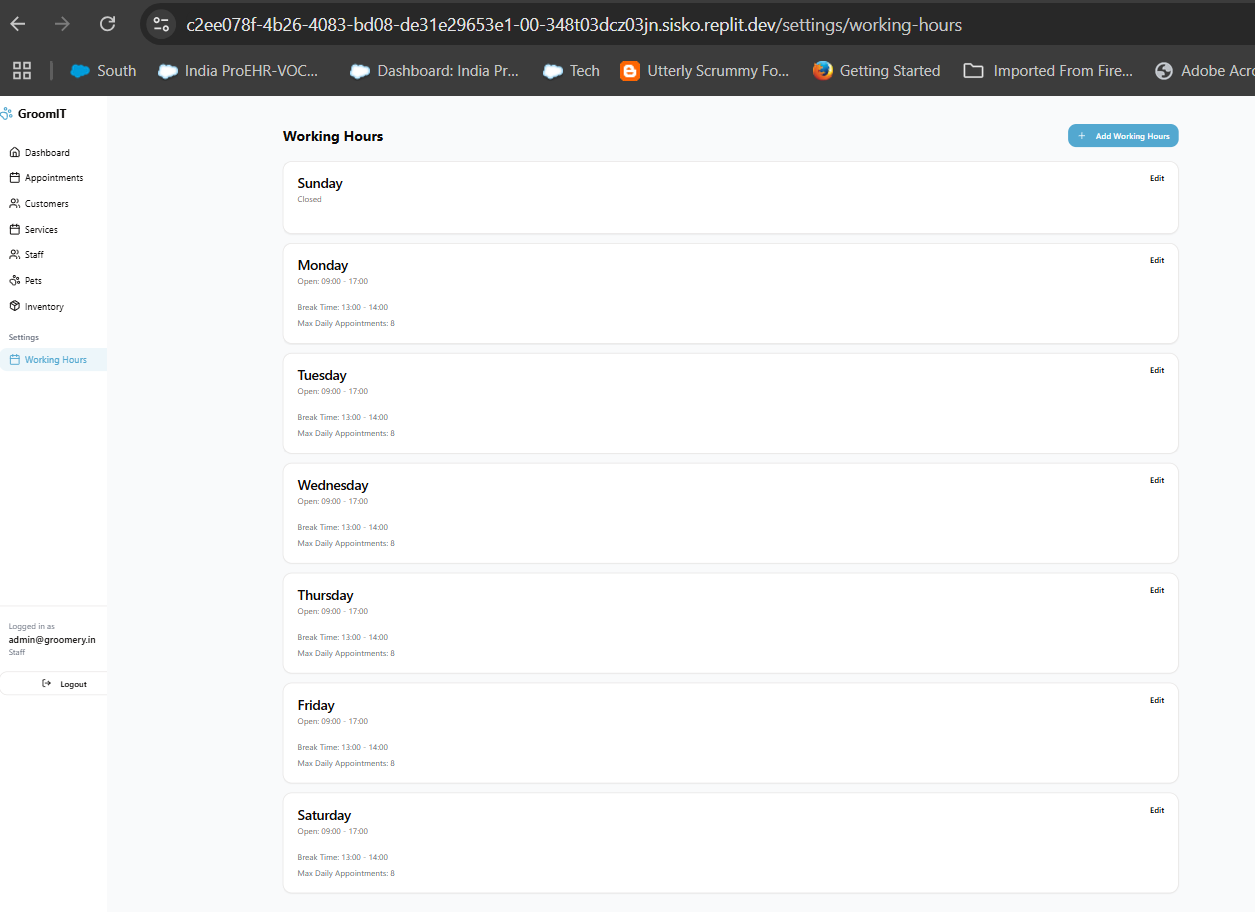 c2ee078f-4b26-4083-bd08-de31e29653e1-00-348t03dcz03jn.sisko.replit.dev/settings/working-hours
South India ProEHR-VOC... Dashboard: India Pr... Tech Utterly Scrummy Fo... Getting Started Imported From Fire... Adobe Acro
GroomIT
Dashboard
Appointments
Customers
Services
Staff
Pets
Inventory
Settings
Working Hours
Logged in as
admin@groomery.in
Staff
Logout
Working Hours
+ Add Working Hours
Sunday
Edit
Closed
Monday
Edit
Open: 09:00 - 17:00
Break Time: 13:00 - 14:00
Max Daily Appointments: 8
Tuesday
Edit
Open: 09:00 - 17:00
Break Time: 13:00 - 14:00
Max Daily Appointments: 8
Wednesday
Edit
Open: 09:00 - 17:00
Break Time: 13:00 - 14:00
Max Daily Appointments: 8
Thursday
Edit
Open: 09:00 - 17:00
Break Time: 13:00 - 14:00
Max Daily Appointments: 8
Friday
Edit
Open: 09:00 - 17:00
Break Time: 13:00 - 14:00
Max Daily Appointments: 8
Saturday
Edit
Open: 09:00 - 17:00
Break Time: 13:00 - 14:00
Max Daily Appointments: 8